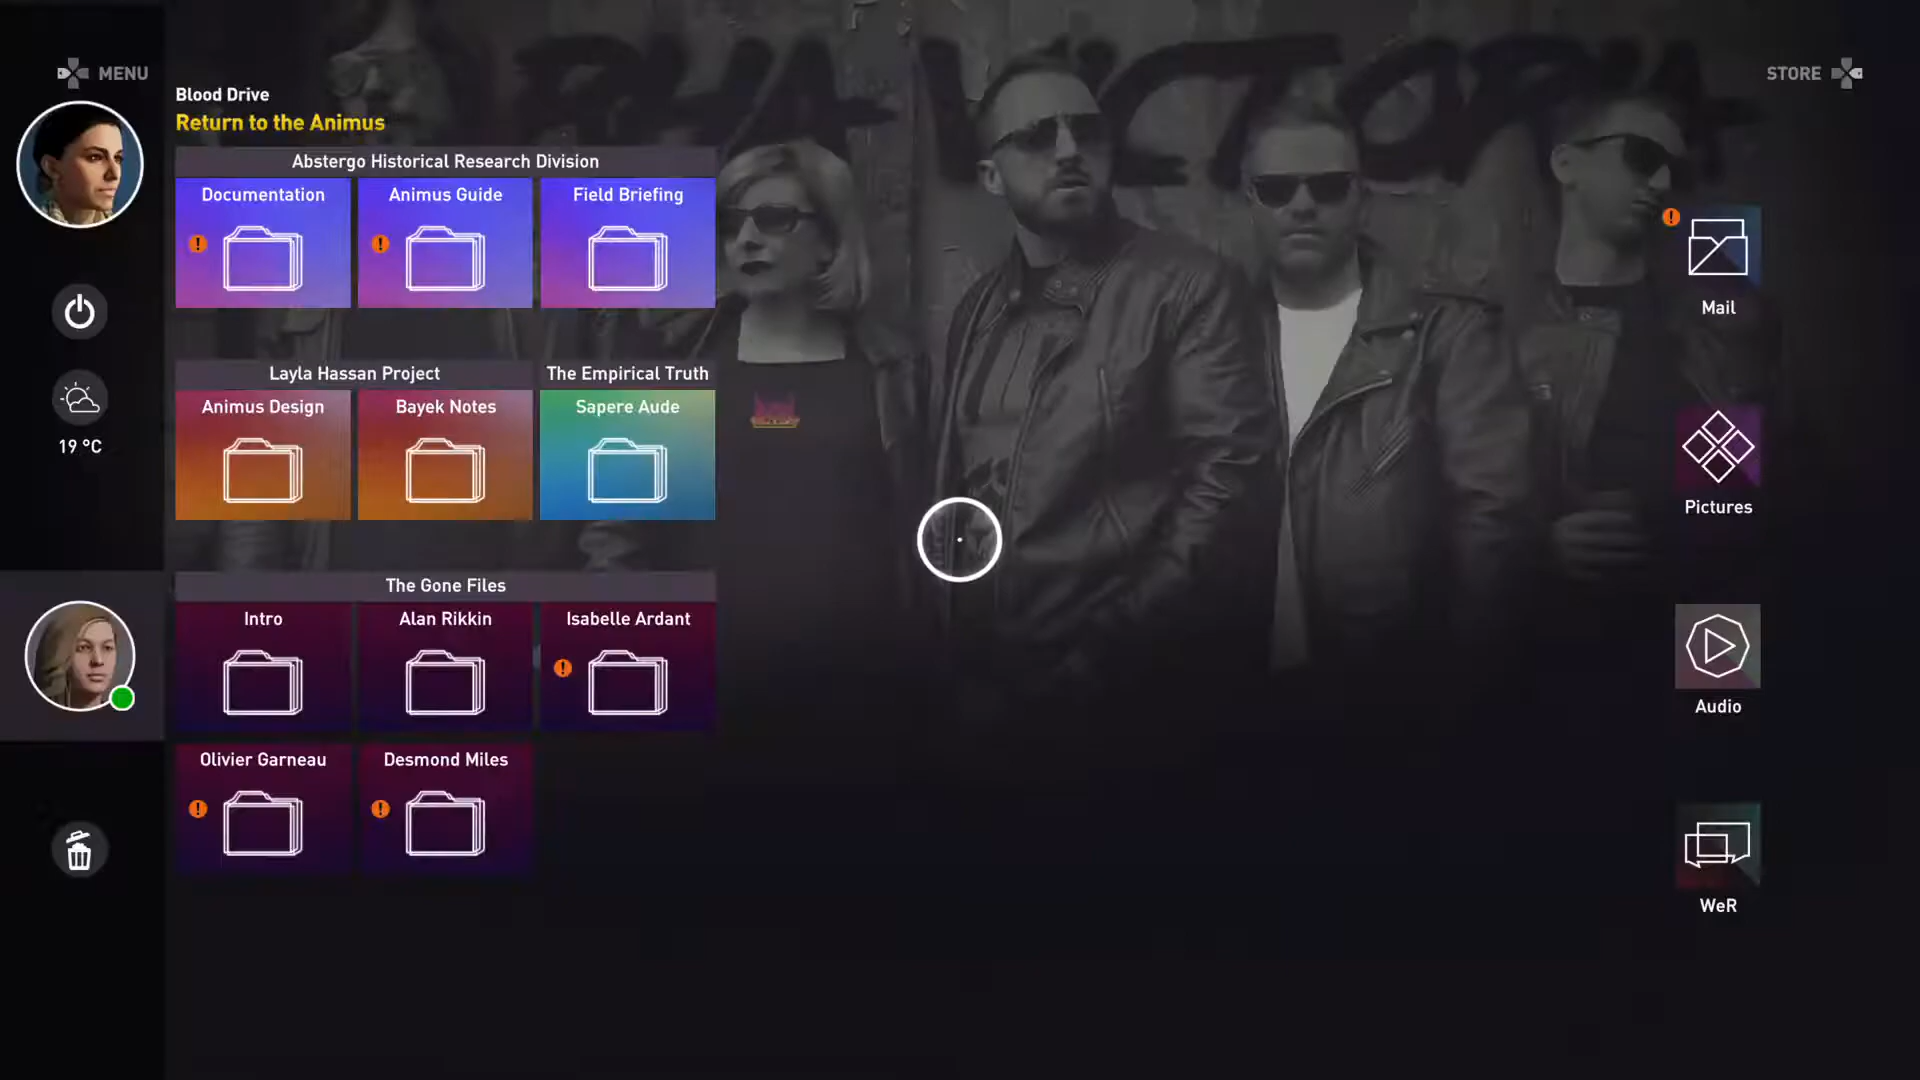 MENU
STORE
Blood Drive
Return to the Animus
Abstergo Historical Research Division
Documentation
Animus Guide
Field Briefing
Layla Hassan Project
The Empirical Truth
Animus Design
Bayek Notes
Sapere Aude
19 °C
The Gone Files
Intro
Alan Rikkin
Isabelle Ardant
Olivier Garneau
Desmond Miles
Mail
Pictures
Audio
WeR